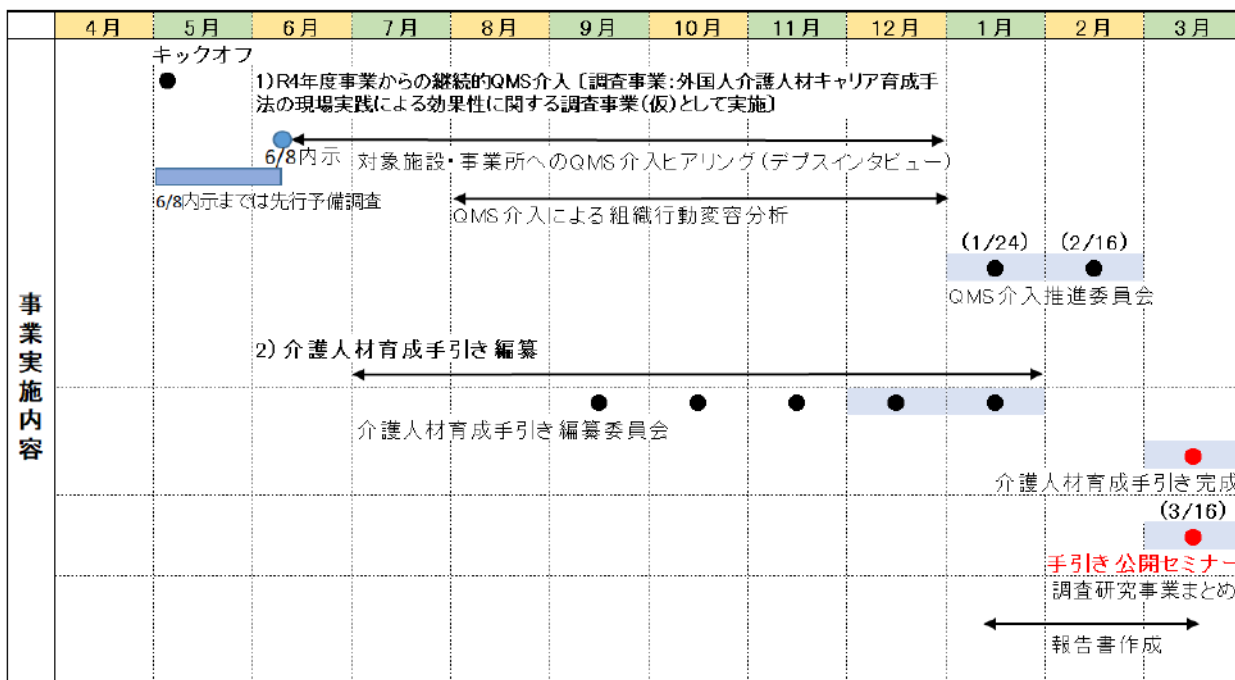 4月 5月 6月 7月 8月 9月 10月 11月 12月 1月 2月 3月
事業実施内容
キックオフ
1)R4年度事業からの継続的QMS介入〔調査事業:外国人介護人材キャリア育成手
法の現場実践による効果性に関する調査事業(仮)として実施〕
6/8内示
対象施設・事業所へのQMS介入ヒアリング(デプスインタビュー)
6/8内示までは先行予備調査
QMS介入による組織行動変容分析
(1/24) (2/16)
QMS介入推進委員会
2)介護人材育成手引き編纂
介護人材育成手引き編纂委員会
介護人材育成手引き完成
(3/16)
手引き公開セミナー
調査研究事業まとめ
報告書作成